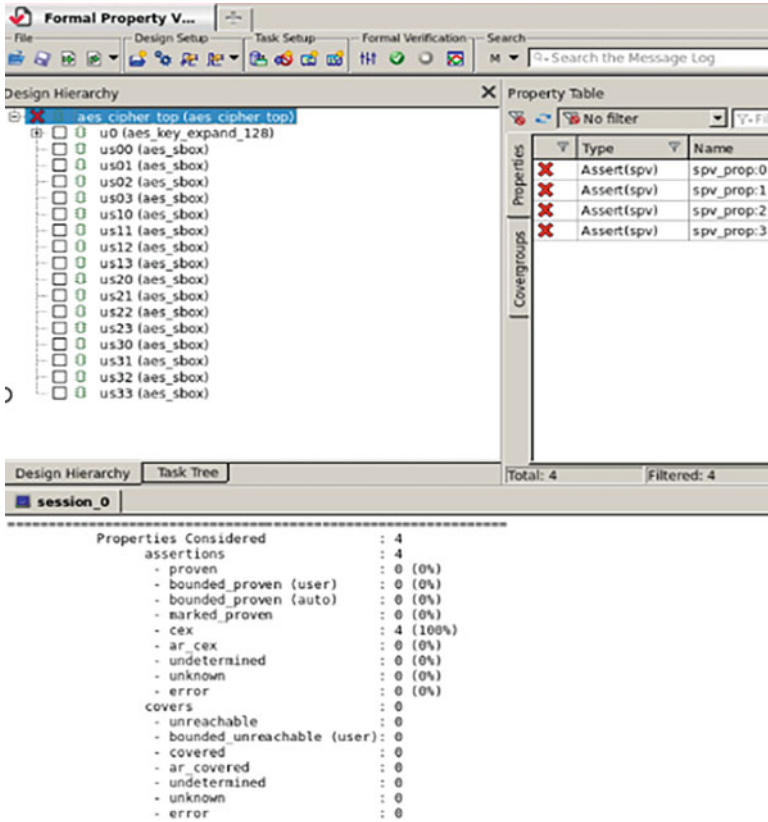 Formal Property V...
File Design Setup Task Setup Formal Verification Search
M Search the Message Log
Design Hierarchy
aes_cipher_top (aes_cipher_top)
u0 (aes_key_expand_128)
us00 (aes_sbox)
us01 (aes_sbox)
us02 (aes_sbox)
us03 (aes_sbox)
us10 (aes_sbox)
us11 (aes_sbox)
us12 (aes_sbox)
us13 (aes_sbox)
us20 (aes_sbox)
us21 (aes_sbox)
us22 (aes_sbox)
us23 (aes_sbox)
us30 (aes_sbox)
us31 (aes_sbox)
us32 (aes_sbox)
us33 (aes_sbox)
Design Hierarchy Task Tree
Property Table
No filter
Properties
Covergroups
Type Name
Assert(spv) spv_prop:0
Assert(spv) spv_prop:1
Assert(spv) spv_prop:2
Assert(spv) spv_prop:3
Total: 4 Filtered: 4
session_0
==============================================================
Properties Considered : 4
assertions : 4
- proven : 0 (0%)
- bounded_proven (user) : 0 (0%)
- bounded_proven (auto) : 0 (0%)
- marked_proven : 0 (0%)
- cex : 4 (100%)
- ar_cex : 0 (0%)
- undetermined : 0 (0%)
- unknown : 0 (0%)
- error : 0 (0%)
covers : 0
- unreachable : 0
- bounded_unreachable (user): 0
- covered : 0
- ar_covered : 0
- undetermined : 0
- unknown : 0
- error : 0